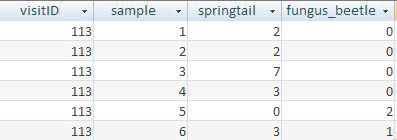 visitID sample springtail fungus_beetle
113 1 2 0
113 2 2 0
113 3 7 0
113 4 3 0
113 5 0 2
113 6 3 1